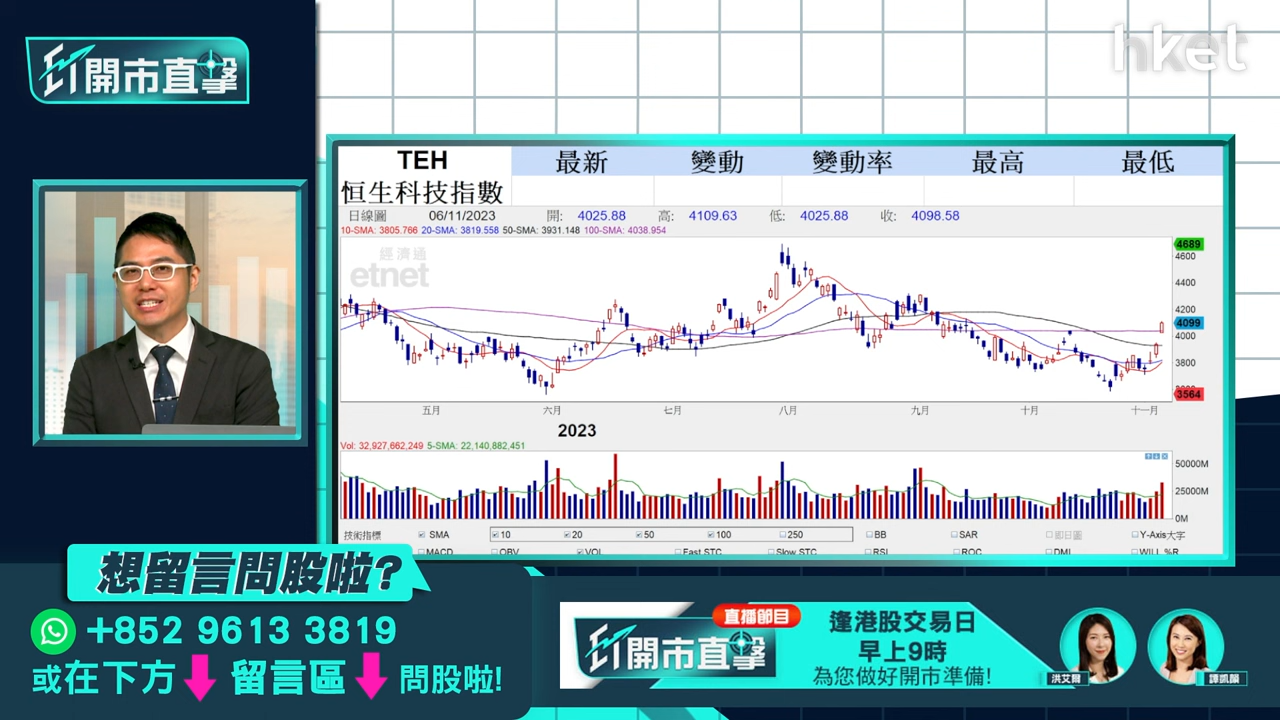 ET開市直擊
hket
TEH 最新 變動 變動率 最高 最低
恒生科技指數
日線圖 06/11/2023 開: 4025.88 高: 4109.63 低: 4025.88 收: 4098.58
10-SMA: 3805.766 20-SMA: 3819.558 50-SMA: 3931.148 100-SMA: 4038.954
經濟通
etnet
4689
4600
4400
4200
4099
4000
3800
3564
五月 六月 七月 八月 九月 十月 十一月
2023
Vol: 32,927,662,249 5-SMA: 22,140,882,451
50000M
25000M
0M
技術指標 SMA 10 20 50 100 250 BB SAR 即日圖 Y-Axis大字
MACD OBV VOL Fast STC Slow STC RSI ROC DMI WILL %R
想留言問股啦?
+852 9613 3819
或在下方 留言區 問股啦!
直播節目
ET開市直擊
逢港股交易日
早上9時
為您做好開市準備!
洪艾爾 譚凱韻